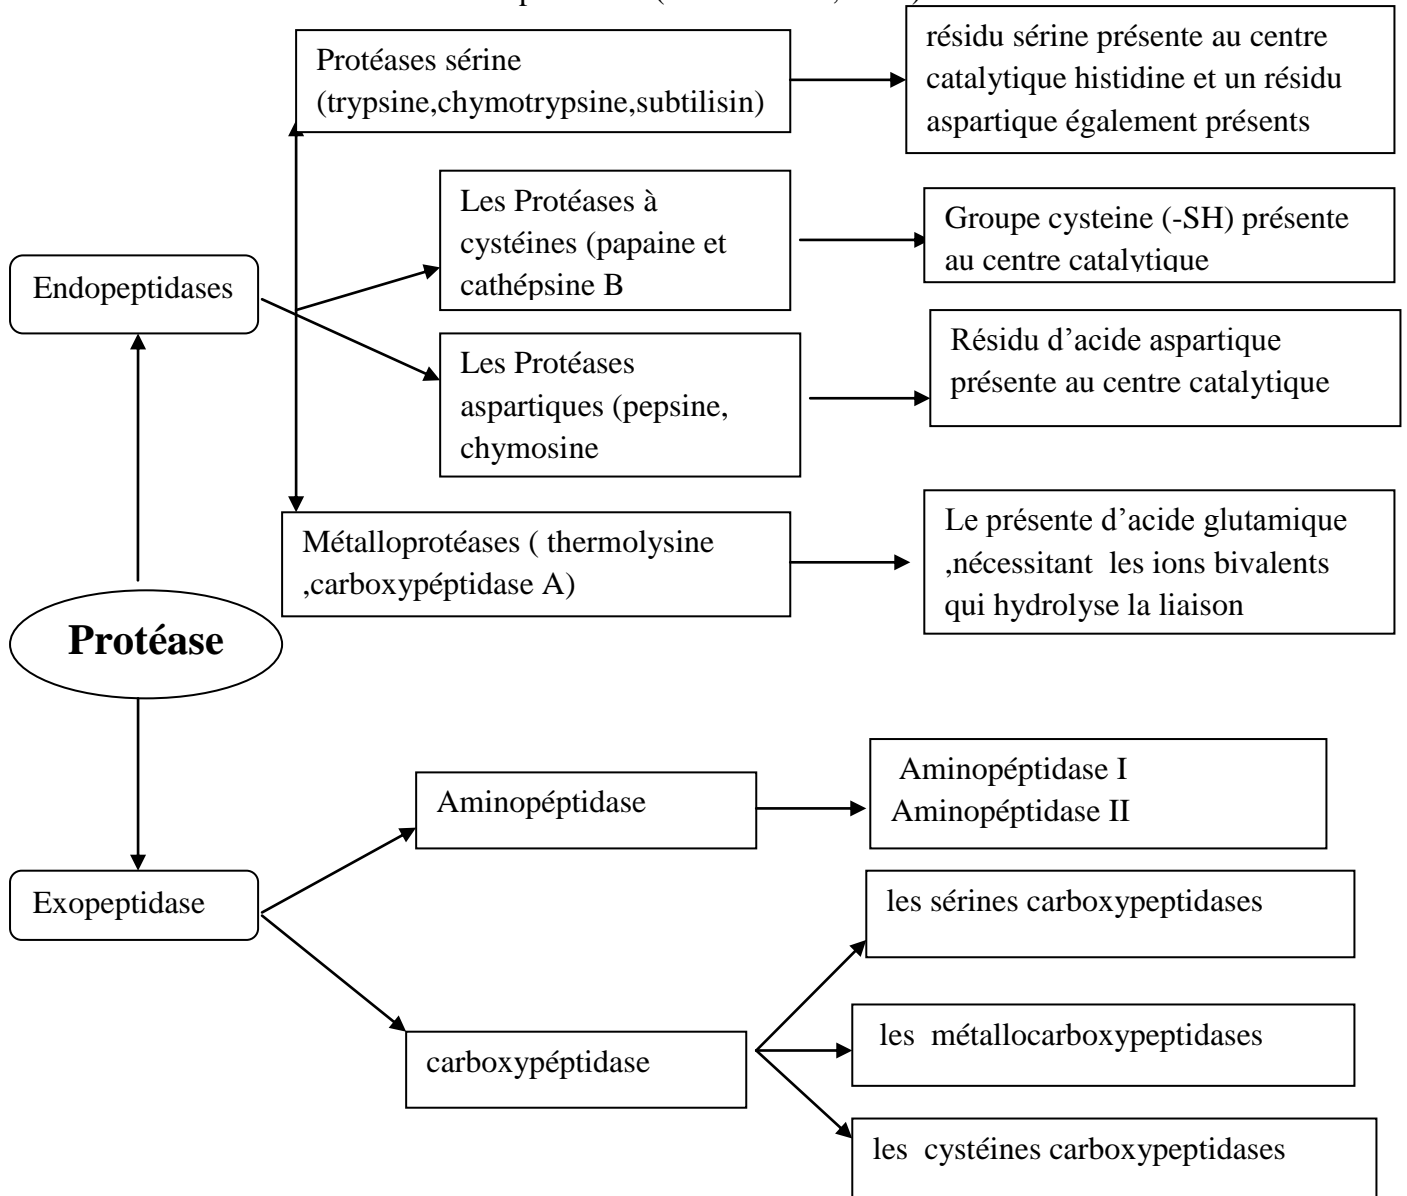 Protéases sérine
(trypsine,chymotrypsine,subtilisin)
résidu sérine présente au centre
catalytique histidine et un résidu
aspartique également présents
Les Protéases à
cystéines (papaine et
cathépsine B
Groupe cysteine (-SH) présente
au centre catalytique
Endopeptidases
Les Protéases
aspartiques (pepsine,
chymosine
Résidu d’acide aspartique
présente au centre catalytique
Métalloprotéases ( thermolysine
,carboxypéptidase A)
Le présente d’acide glutamique
,nécessitant les ions bivalents
qui hydrolyse la liaison
Protéase
Aminopéptidase
Aminopéptidase I
Aminopéptidase II
Exopeptidase
les sérines carboxypeptidases
carboxypéptidase
les métallocarboxypeptidases
les cystéines carboxypeptidases